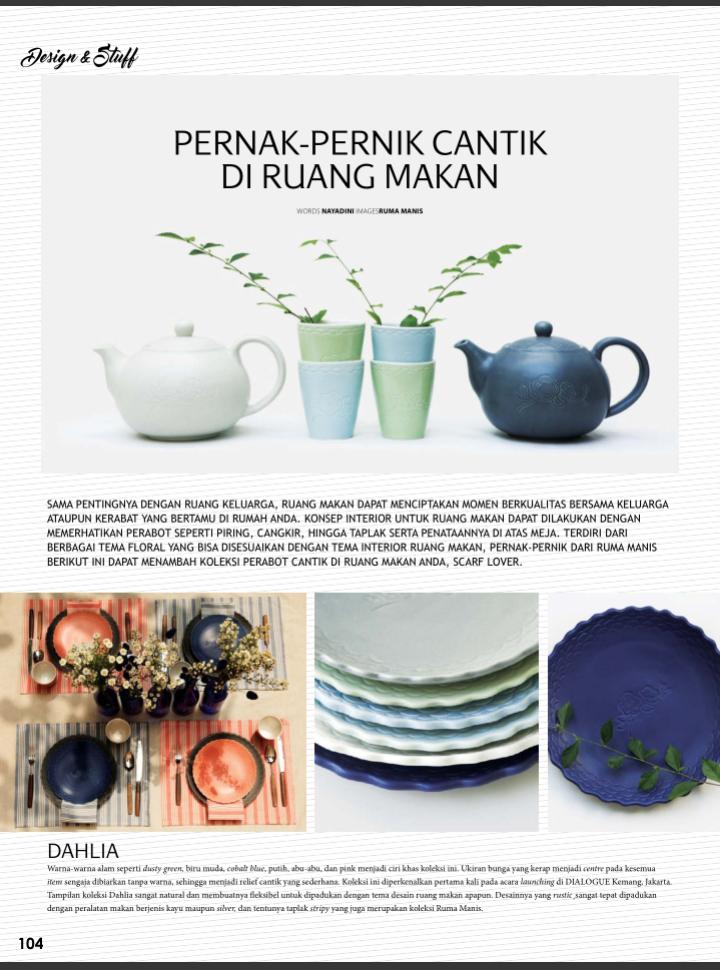 Design & Stuff
PERNAK-PERNIK CANTIK
DI RUANG MAKAN
WORDS NAYADINI IMAGESRUMA MANIS
SAMA PENTINGNYA DENGAN RUANG KELUARGA, RUANG MAKAN DAPAT MENCIPTAKAN MOMEN BERKUALITAS BERSAMA KELUARGA
ATAUPUN KERABAT YANG BERTAMU DI RUMAH ANDA. KONSEP INTERIOR UNTUK RUANG MAKAN DAPAT DILAKUKAN DENGAN
MEMERHATIKAN PERABOT SEPERTI PIRING, CANGKIR, HINGGA TAPLAK SERTA PENATAANNYA DI ATAS MEJA. TERDIRI DARI
BERBAGAI TEMA FLORAL YANG BISA DISESUAIKAN DENGAN TEMA INTERIOR RUANG MAKAN, PERNAK-PERNIK DARI RUMA MANIS
BERIKUT INI DAPAT MENAMBAH KOLEKSI PERABOT CANTIK DI RUANG MAKAN ANDA, SCARF LOVER.
DAHLIA
Warna-warna alam seperti dusty green, biru muda, cobalt blue, putih, abu-abu, dan pink menjadi ciri khas koleksi ini. Ukiran bunga yang kerap menjadi centre pada kesemua
item sengaja dibiarkan tanpa warna, sehingga menjadi relief cantik yang sederhana. Koleksi ini diperkenalkan pertama kali pada acara launching di DIALOGUE Kemang, Jakarta.
Tampilan koleksi Dahlia sangat natural dan membuatnya fleksibel untuk dipadukan dengan tema desain ruang makan apapun. Desainnya yang rustic sangat tepat dipadukan
dengan peralatan makan berjenis kayu maupun silver, dan tentunya taplak stripy yang juga merupakan koleksi Ruma Manis.
104